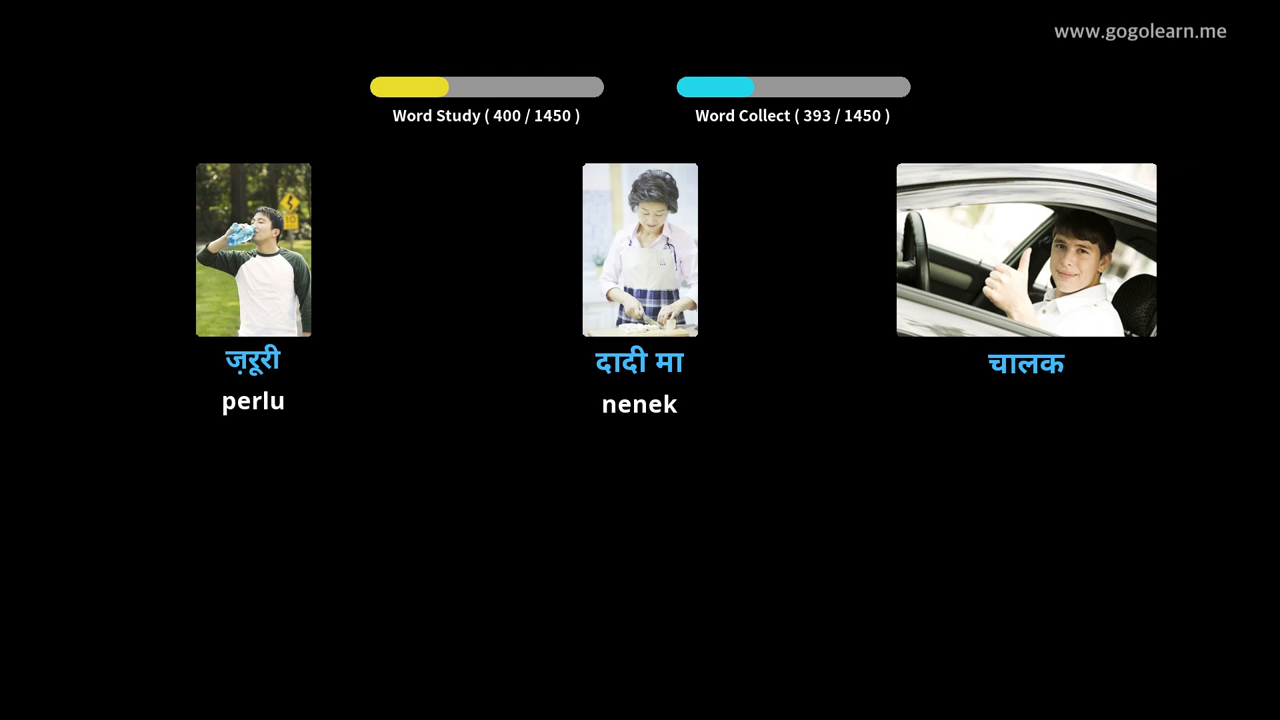 www.gogolearn.me
Word Study ( 400 / 1450 )
Word Collect ( 393 / 1450 )
ज़रूरी
perlu
दादी मा
nenek
चालक